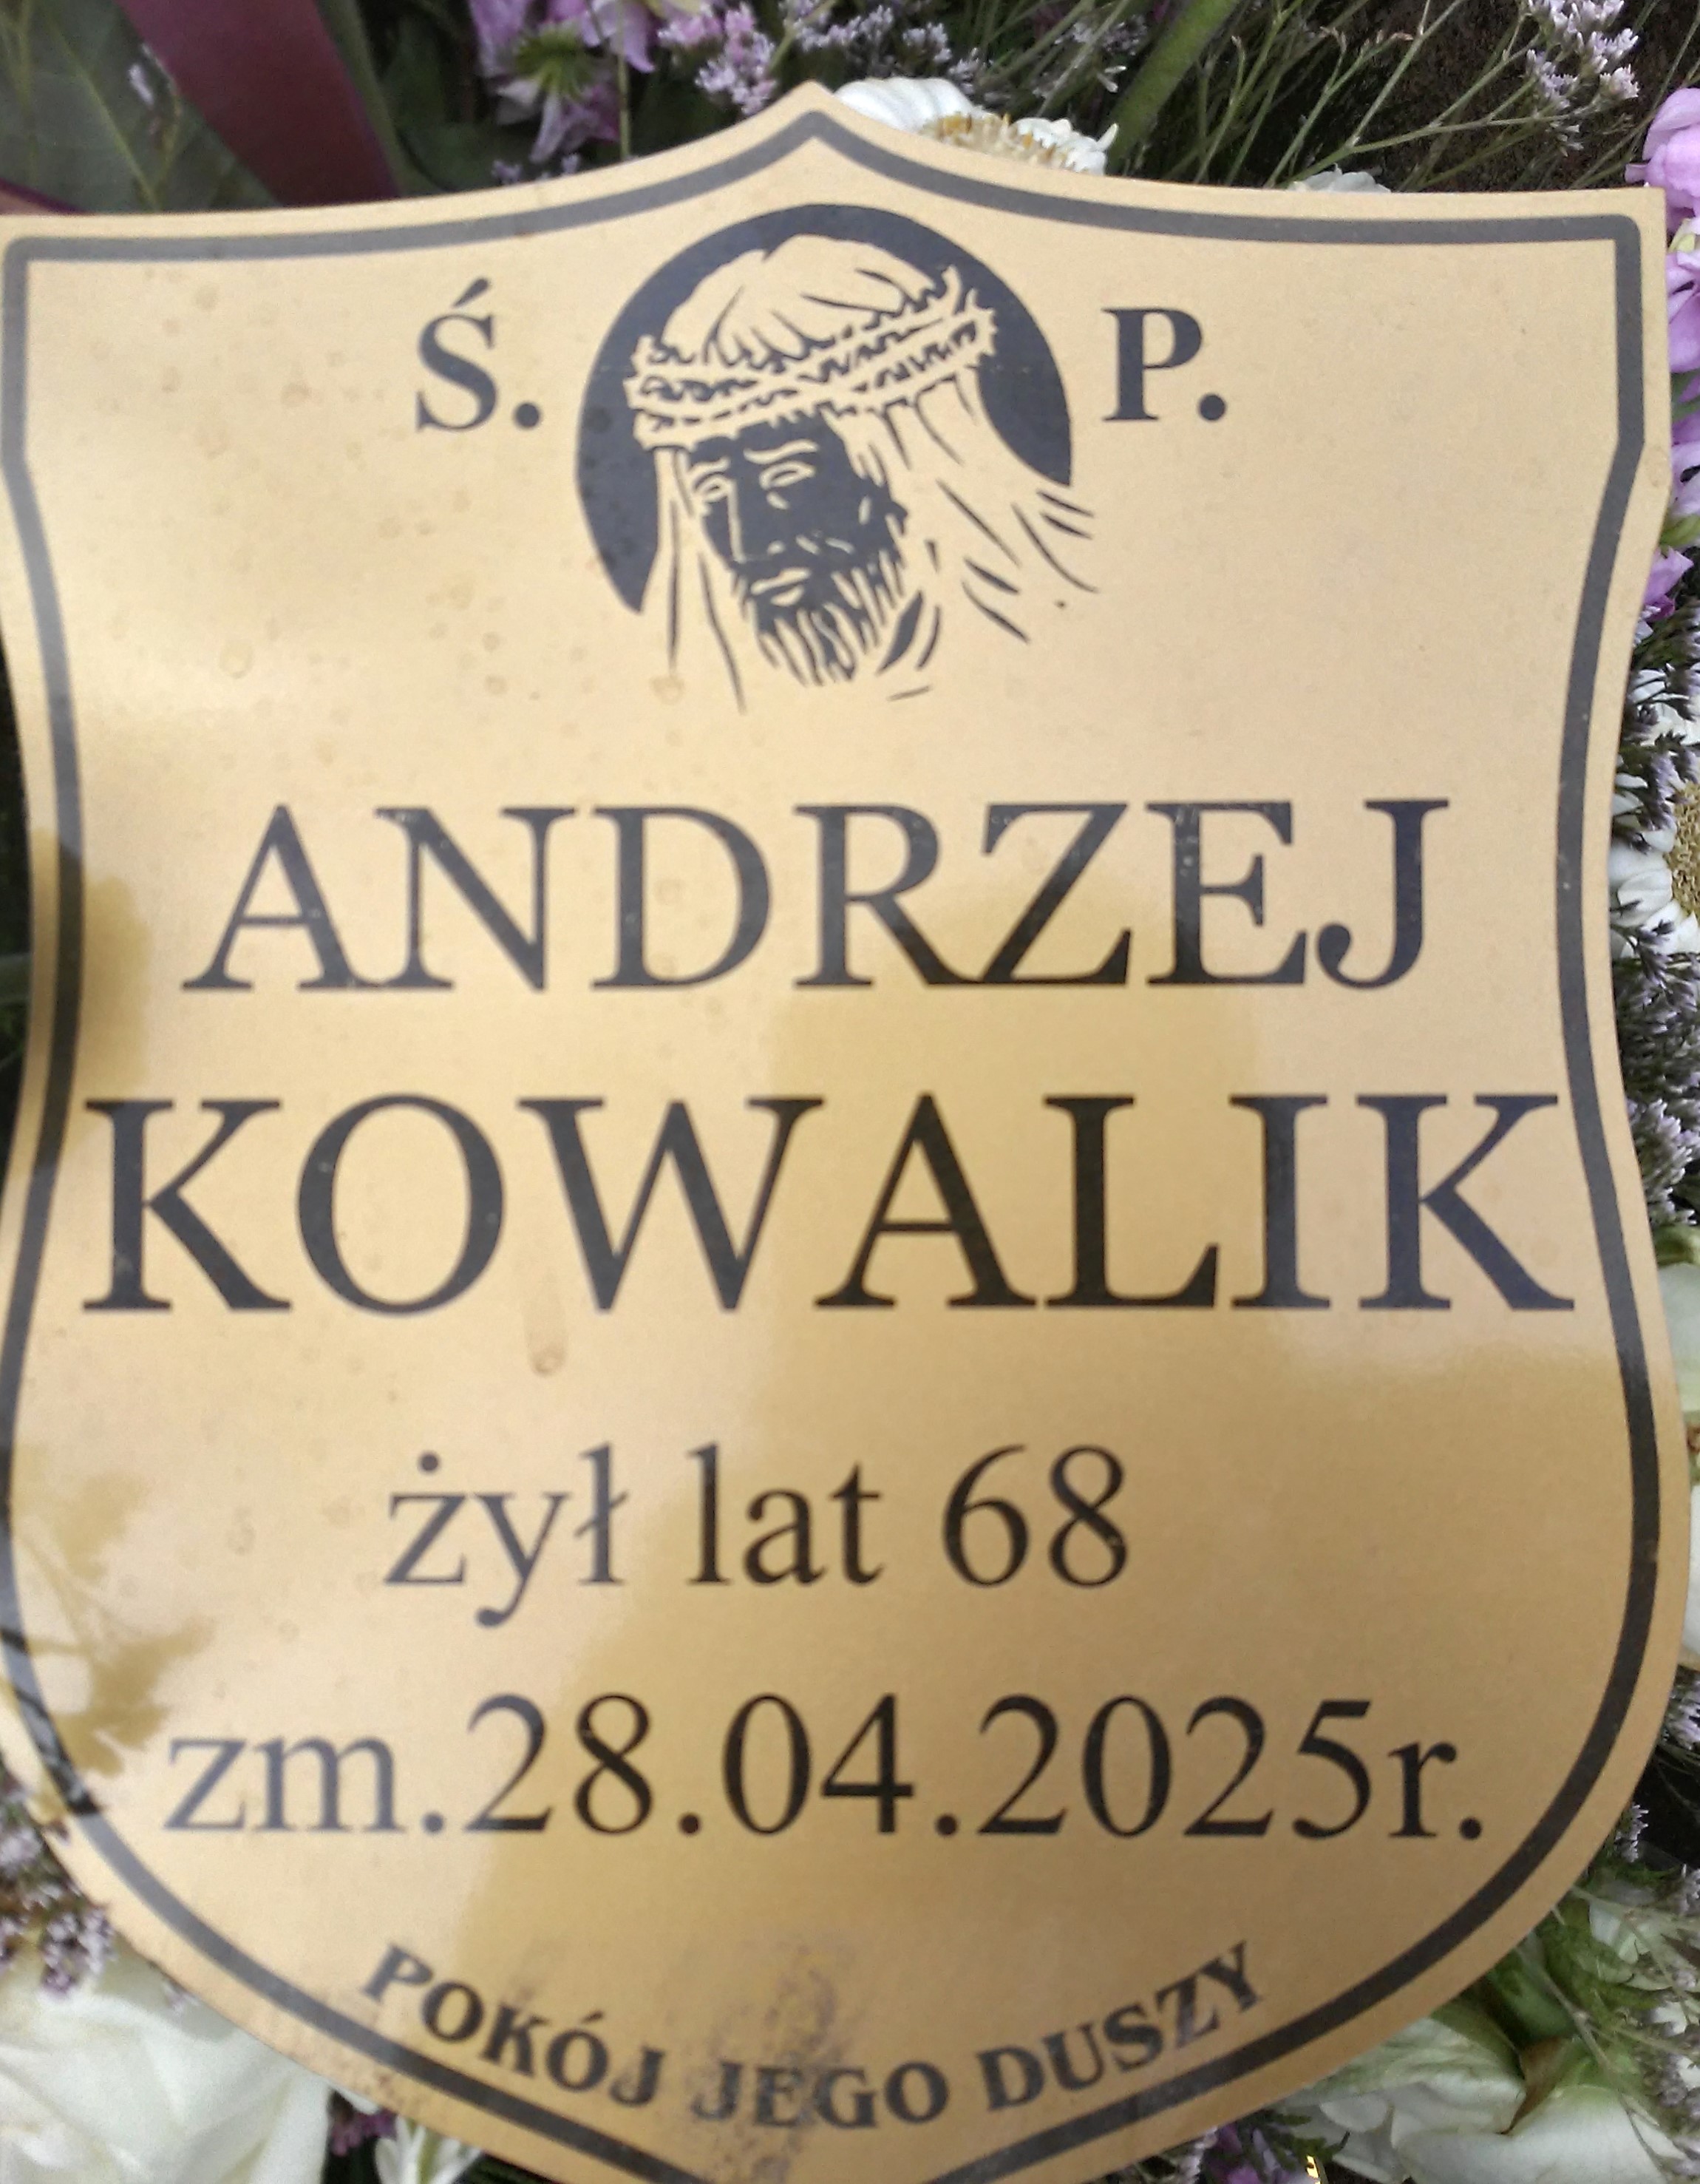 Ś. P.
ANDRZEJ
KOWALIK
żył lat 68
zm.28.04.2025r.
POKÓJ JEGO DUSZY